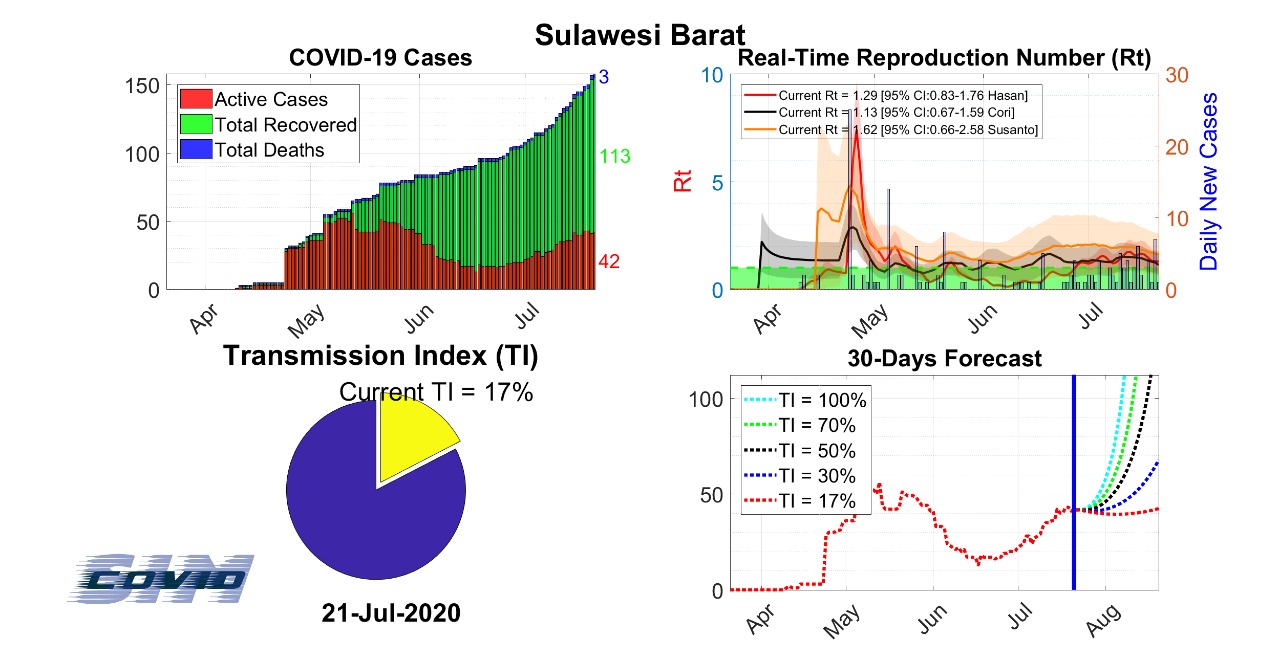 Sulawesi Barat
COVID-19 Cases
150
100
50
0
Active Cases
Total Recovered
Total Deaths
3
113
42
Apr
May
Jun
Jul
Real-Time Reproduction Number (Rt)
10
5
0
Rt
Current Rt = 1.29 [95% CI:0.83-1.76 Hasan]
Current Rt = 1.13 [95% CI:0.67-1.59 Cori]
Current Rt = 1.62 [95% CI:0.66-2.58 Susanto]
30
20
10
0
Daily New Cases
Apr
May
Jun
Jul
Transmission Index (TI)
Current TI = 17%
21-Jul-2020
SIM
COVID
30-Days Forecast
100
50
0
TI = 100%
TI = 70%
TI = 50%
TI = 30%
TI = 17%
Apr
May
Jun
Jul
Aug